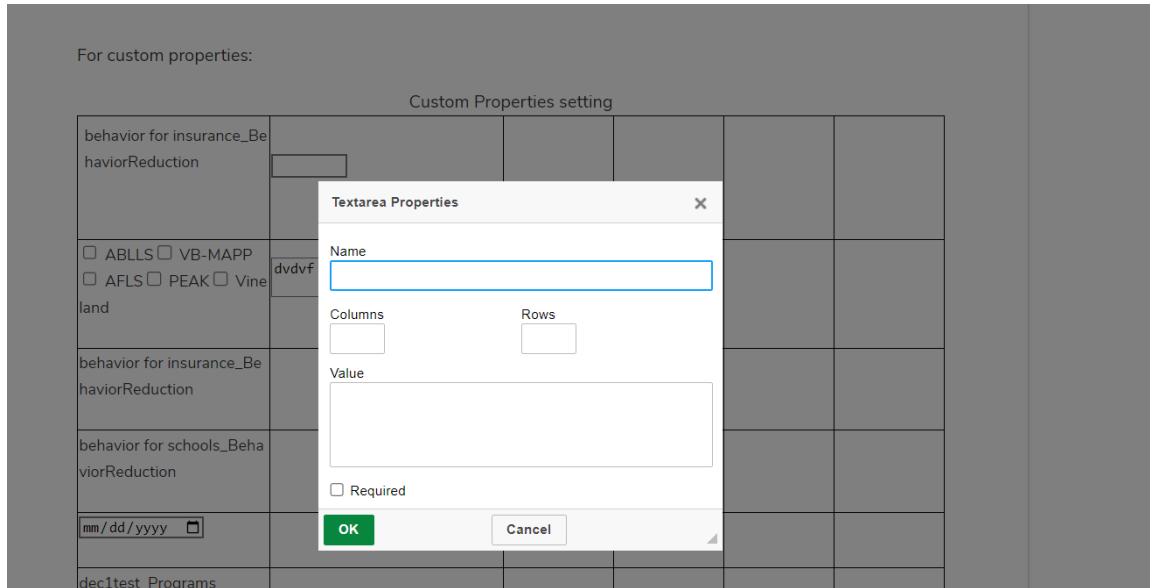 For custom properties:
Custom Properties setting
behavior for insurance_Be
haviorReduction
ABLLS VB-MAPP
AFLS PEAK Vine
land
dvdvf
behavior for insurance_Be
haviorReduction
behavior for schools_Beha
viorReduction
mm/dd/yyyy
dec1test_Programs
Textarea Properties
Name
Columns Rows
Value
Required
OK Cancel